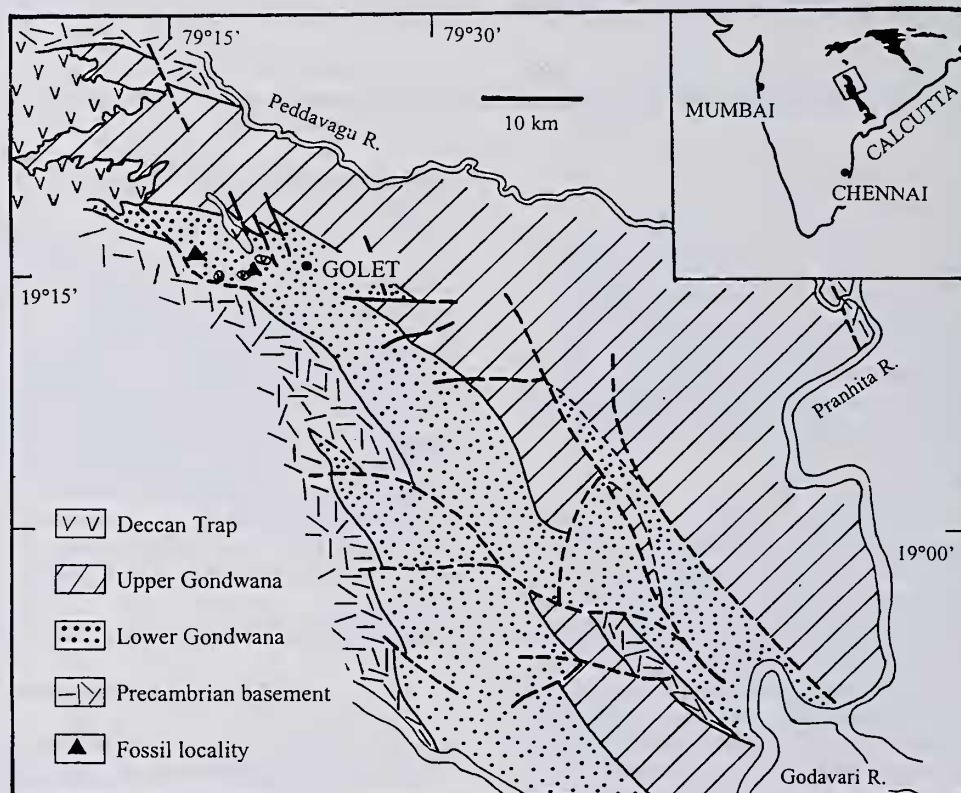 79°15'
79°30'
Peddavagu R.
10 km
MUMBAI
CALCUTTA
CHENNAI
GOLET
19°15'
Pranhita R.
Deccan Trap
Upper Gondwana
19°00'
Lower Gondwana
Precambrian basement
Fossil locality
Godavari R.